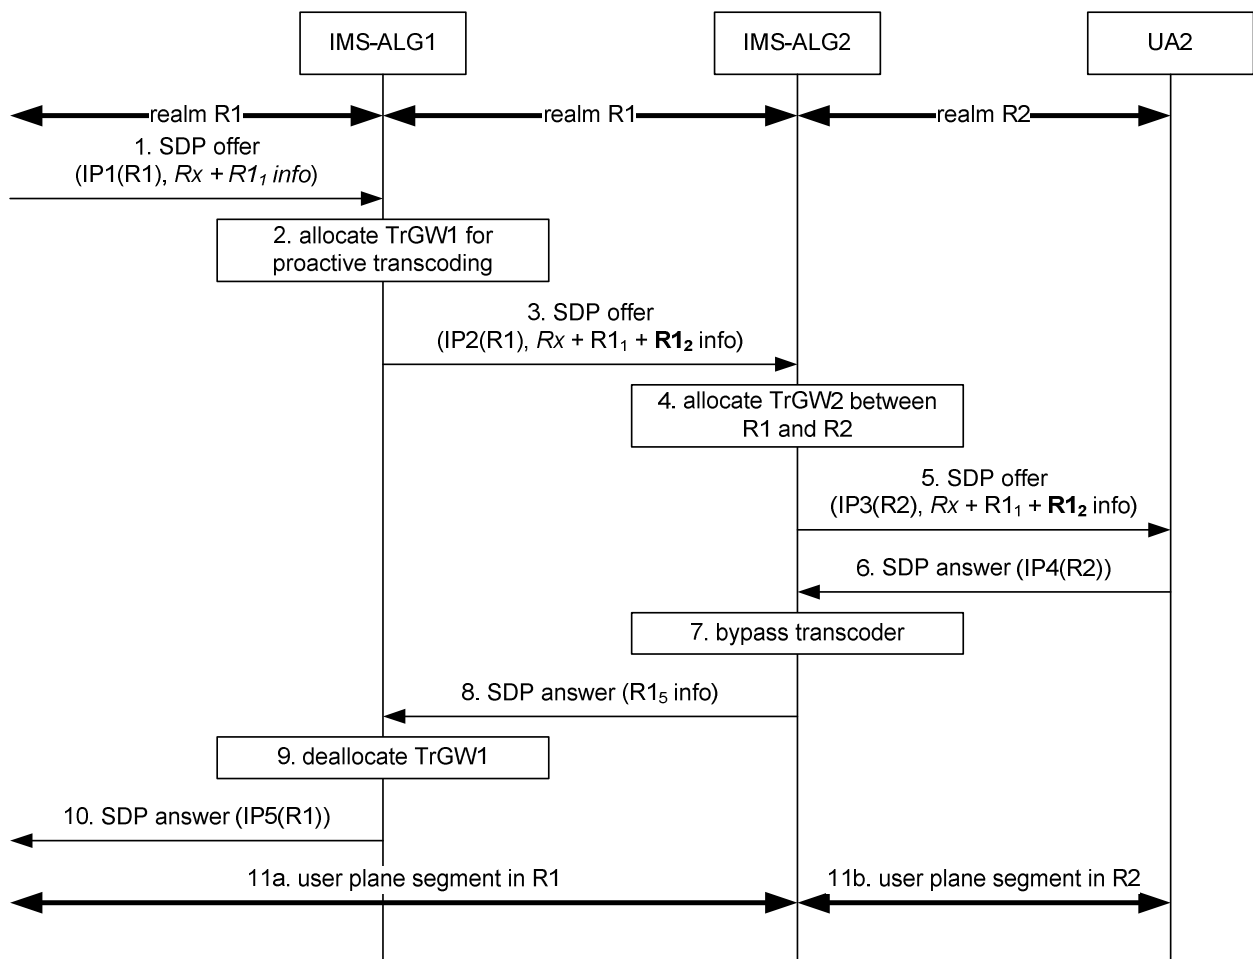 IMS-ALG1
IMS-ALG2
UA2
realm R1
realm R1
realm R2
1. SDP offer
(IP1(R1), Rx + R1₁ info)
2. allocate TrGW1 for
proactive transcoding
3. SDP offer
(IP2(R1), Rx + R1₁ + R1₂ info)
4. allocate TrGW2 between
R1 and R2
5. SDP offer
(IP3(R2), Rx + R1₁ + R1₂ info)
6. SDP answer (IP4(R2))
7. bypass transcoder
8. SDP answer (R1₅ info)
9. deallocate TrGW1
10. SDP answer (IP5(R1))
11a. user plane segment in R1
11b. user plane segment in R2